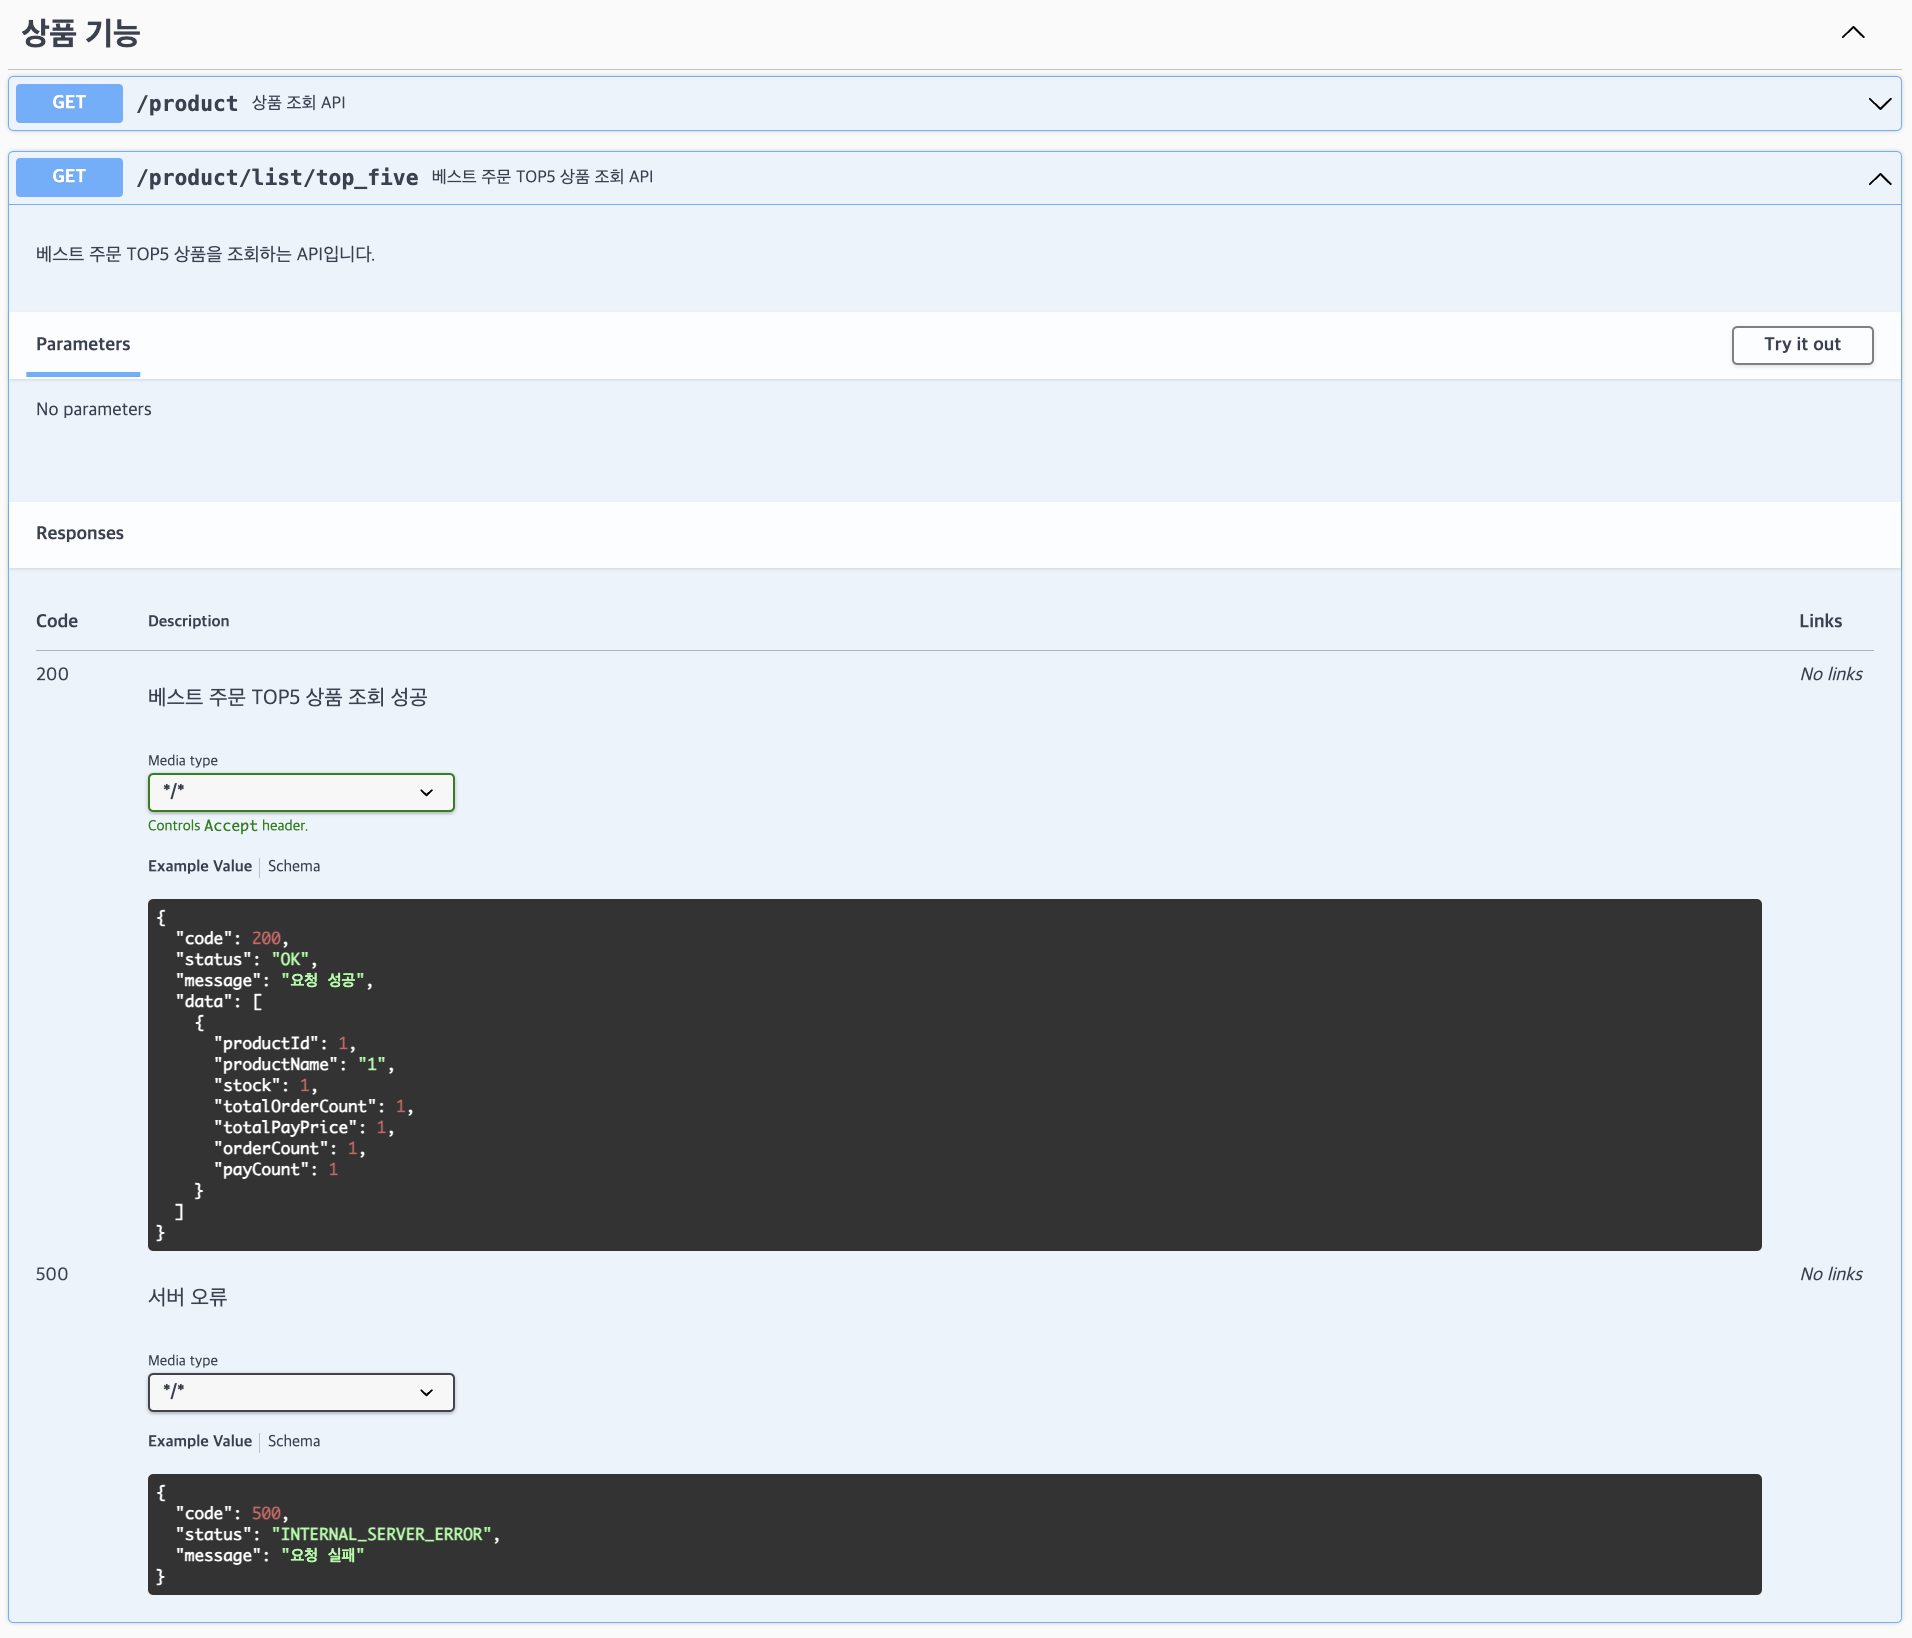 상품 기능
GET /product 상품 조회 API
GET /product/list/top_five 베스트 주문 TOP5 상품 조회 API
베스트 주문 TOP5 상품을 조회하는 API입니다.
Parameters Try it out
No parameters
Responses
Code Description Links
200 No links
베스트 주문 TOP5 상품 조회 성공
Media type
*/*
Controls Accept header.
Example Value Schema
{
"code": 200,
"status": "OK",
"message": "요청 성공",
"data": [
{
"productId": 1,
"productName": "1",
"stock": 1,
"totalOrderCount": 1,
"totalPayPrice": 1,
"orderCount": 1,
"payCount": 1
}
]
}
500 No links
서버 오류
Media type
*/*
Example Value Schema
{
"code": 500,
"status": "INTERNAL_SERVER_ERROR",
"message": "요청 실패"
}